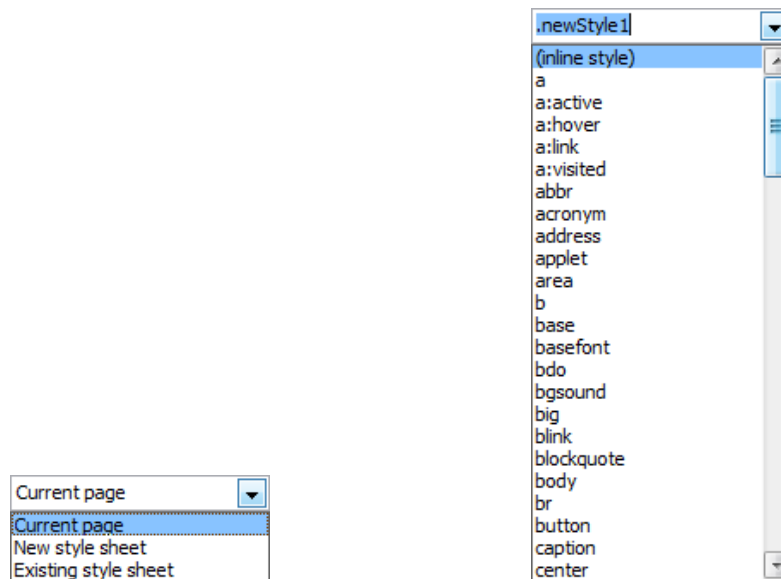 .newStyle1
(inline style)
a
a:active
a:hover
a:link
a:visited
abbr
acronym
address
applet
area
b
base
basefont
bdo
bgsound
big
blink
blockquote
body
br
button
caption
center
Current page
Current page
New style sheet
Existing style sheet